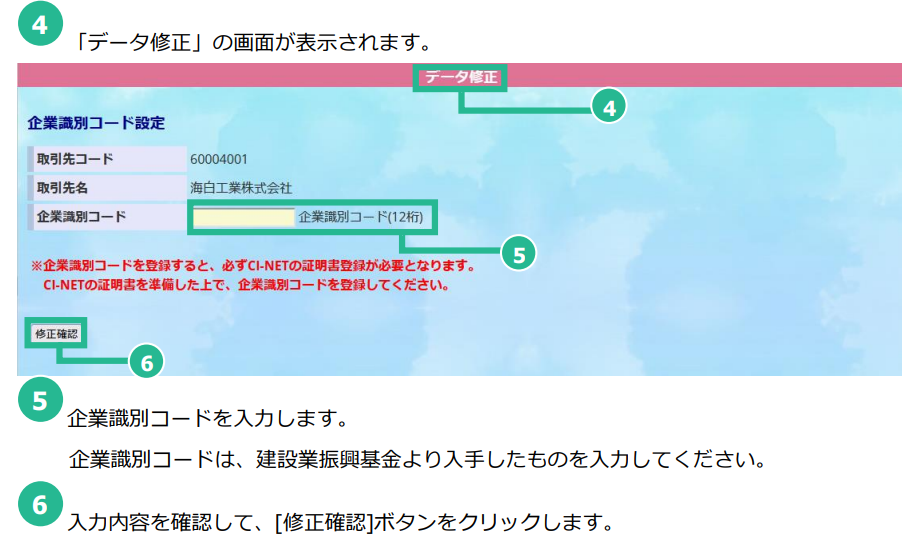 4
「データ修正」の画面が表示されます。
データ修正
4
企業識別コード設定
取引先コード 60004001
取引先名 海白工業株式会社
企業識別コード 企業識別コード(12桁)
5
※企業識別コードを登録すると、必ずCI-NETの証明書登録が必要となります。
CI-NETの証明書を準備した上で、企業識別コードを登録してください。
修正確認
6
5
企業識別コードを入力します。
企業識別コードは、建設業振興基金より入手したものを入力してください。
6
入力内容を確認して、[修正確認]ボタンをクリックします。